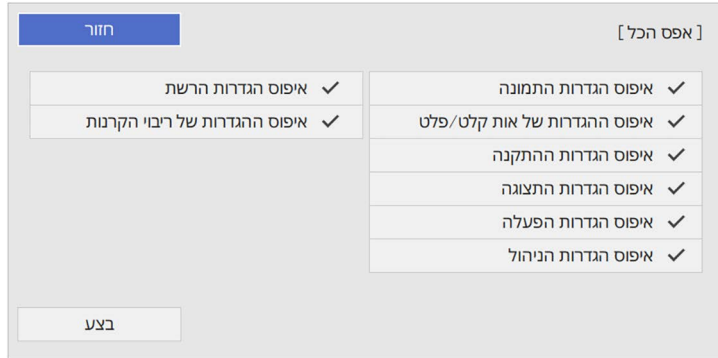 [אפס הכל]
חזור
איפוס הגדרות התמונה
איפוס ההגדרות של אות קלט/פלט
איפוס הגדרות ההתקנה
איפוס הגדרות התצוגה
איפוס הגדרות הפעלה
איפוס הגדרות הניהול
איפוס הגדרות הרשת
איפוס ההגדרות של ריבוי הקרנות
בצע